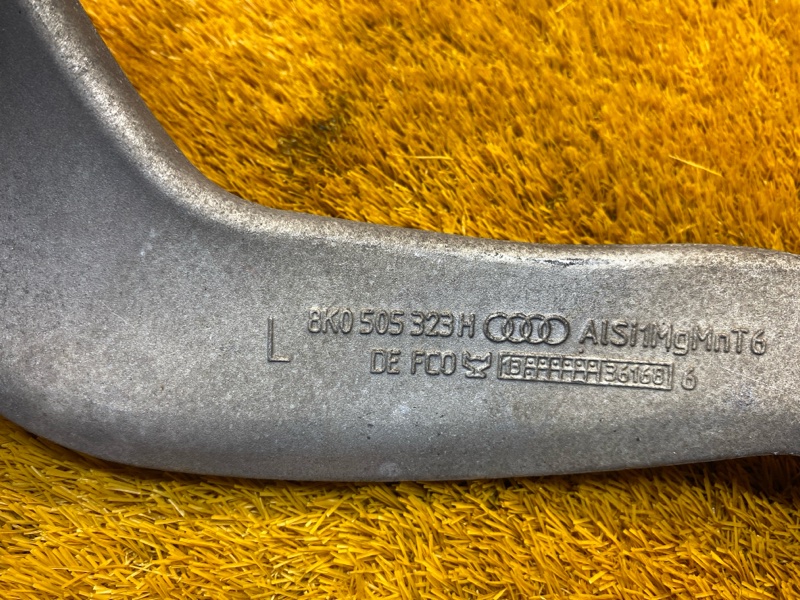 L 8K0 505 323 H AlSi1MgMnT6
DE FCO 36168 6